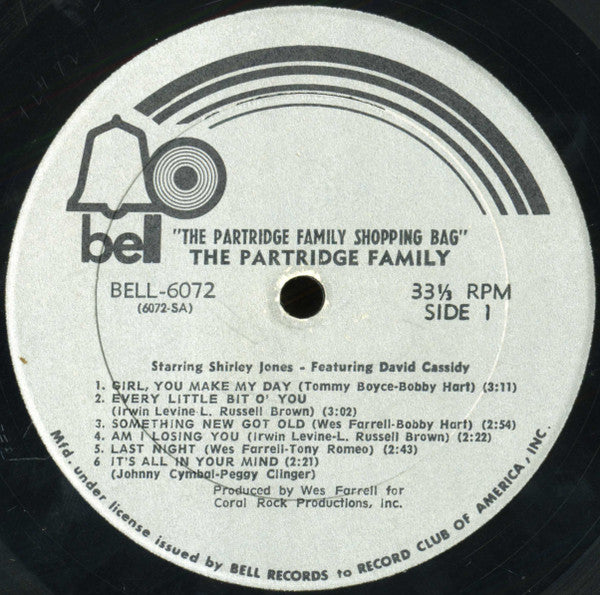 bell
"THE PARTRIDGE FAMILY SHOPPING BAG"
THE PARTRIDGE FAMILY
BELL-6072
(6072-SA)
33⅓ RPM
SIDE 1
Starring Shirley Jones - Featuring David Cassidy
1. GIRL, YOU MAKE MY DAY (Tommy Boyce-Bobby Hart) (3:11)
2. EVERY LITTLE BIT O' YOU
(Irwin Levine-L. Russell Brown) (3:02)
3. SOMETHING NEW GOT OLD (Wes Farrell-Bobby Hart) (2:54)
4. AM I LOSING YOU (Irwin Levine-L. Russell Brown) (2:22)
5. LAST NIGHT (Wes Farrell-Tony Romeo) (2:43)
6 IT'S ALL IN YOUR MIND (2:21)
(Johnny Cymbal-Peggy Clinger)
Produced by Wes Farrell for
Coral Rock Productions, Inc.
Mfd. under license issued by BELL RECORDS to RECORD CLUB OF AMERICA, INC.